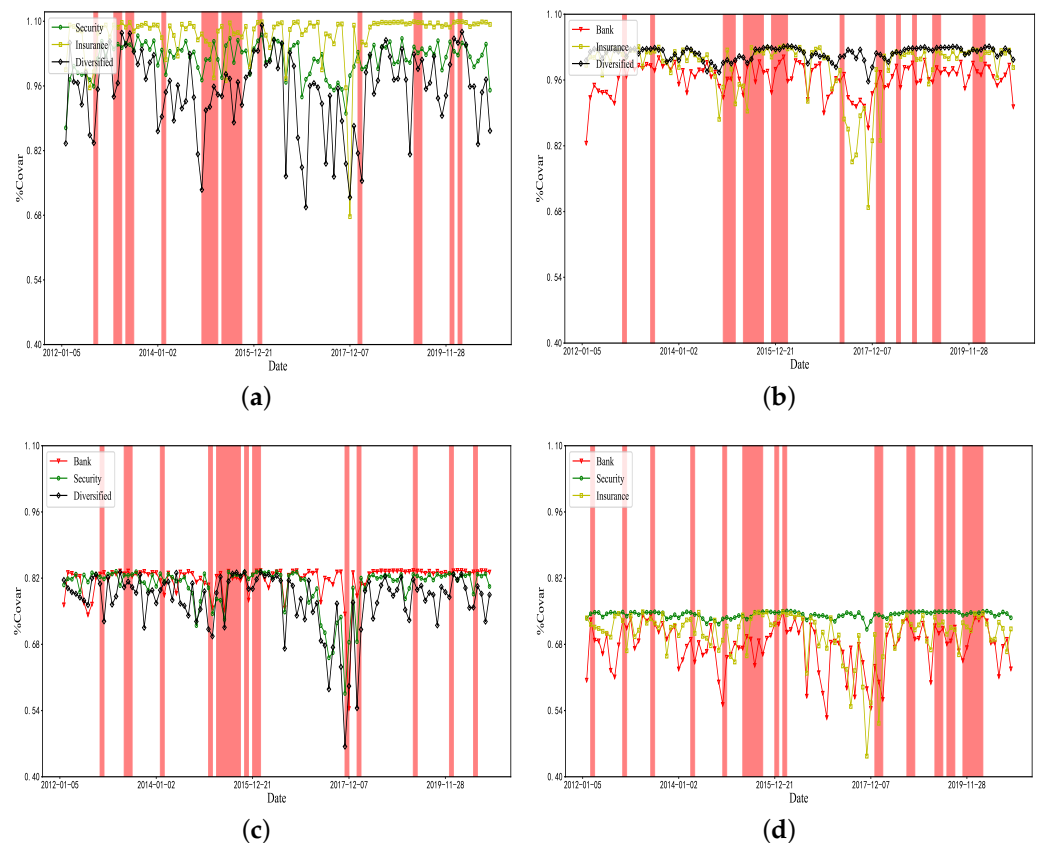 1.10
0.96
0.82
0.68
0.54
0.40
%Covar
Security
Insurance
Diversified
2012-01-05
2014-01-02
2015-12-21
2017-12-07
2019-11-28
Date
(a)
1.10
0.96
0.82
0.68
0.54
0.40
%Covar
Bank
Insurance
Diversified
2012-01-05
2014-01-02
2015-12-21
2017-12-07
2019-11-28
Date
(b)
1.10
0.96
0.82
0.68
0.54
0.40
%Covar
Bank
Security
Diversified
2012-01-05
2014-01-02
2015-12-21
2017-12-07
2019-11-28
Date
(c)
1.10
0.96
0.82
0.68
0.54
0.40
%Covar
Bank
Security
Insurance
2012-01-05
2014-01-02
2015-12-21
2017-12-07
2019-11-28
Date
(d)